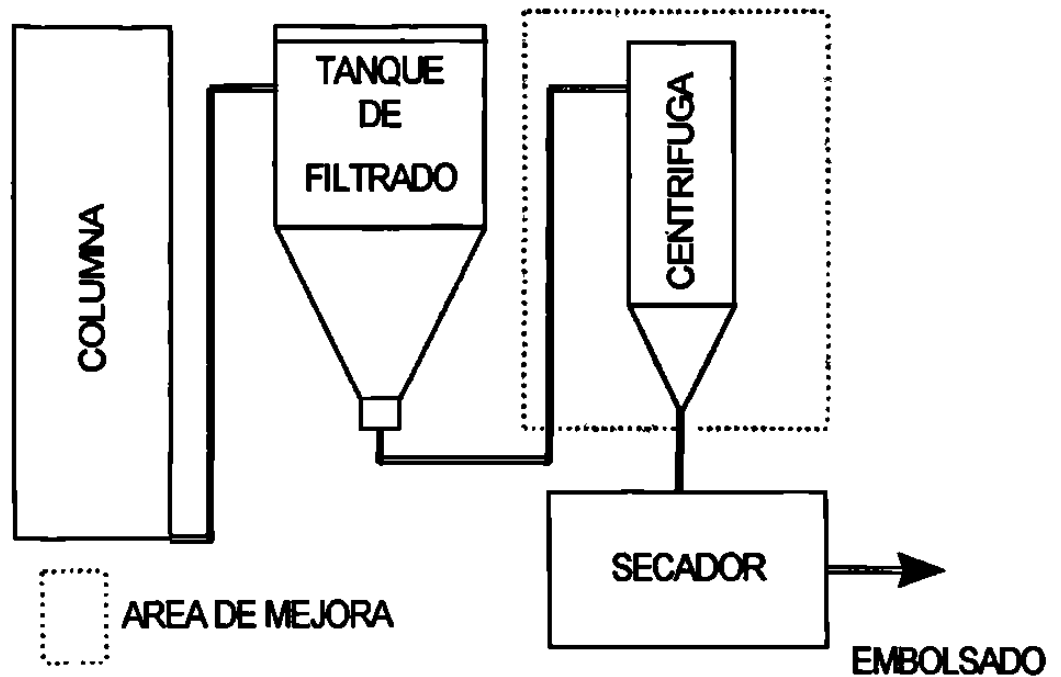 COLUMNA
TANQUE
DE
FILTRADO
CENTRIFUGA
SECADOR
AREA DE MEJORA
EMBOLSADO